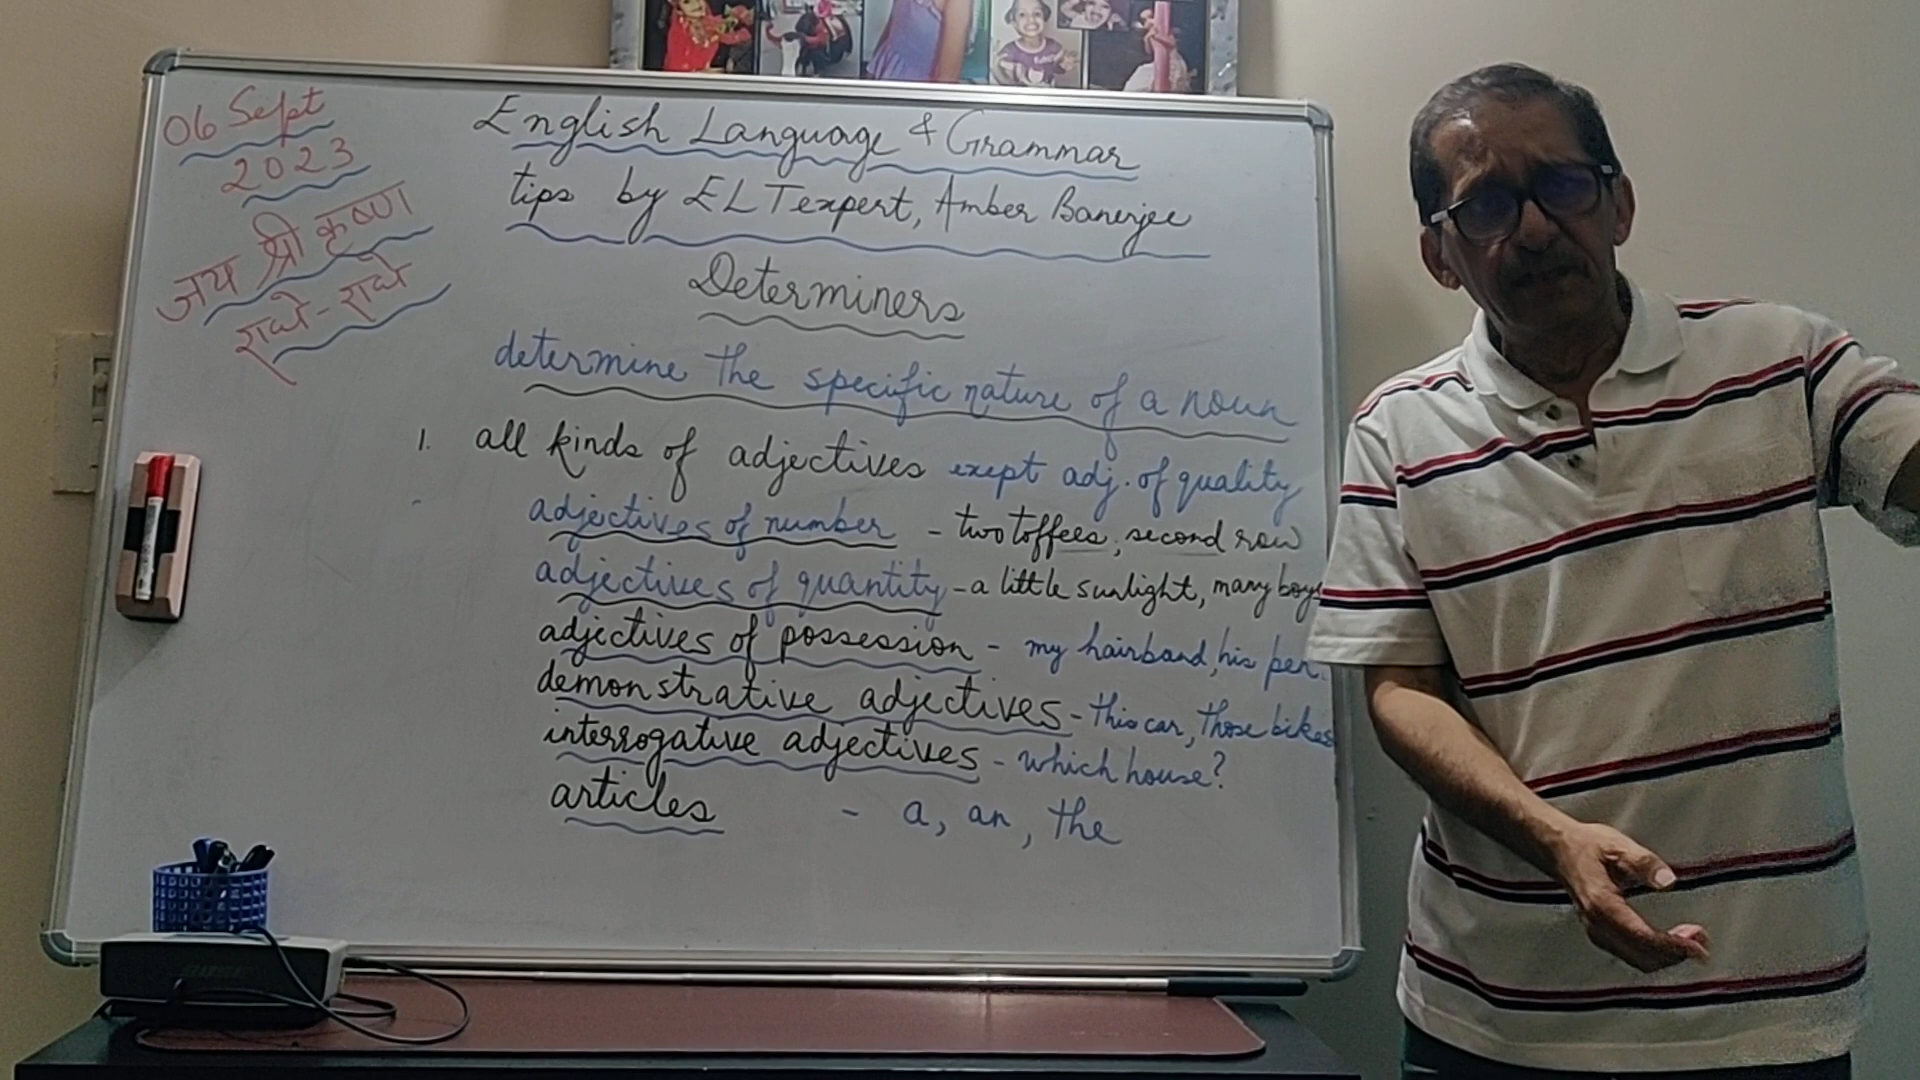 06 Sept
2023
जय श्री कृष्ण
राधे-राधे
English Language & Grammar
tips by ELTexpert, Amber Banerjee
Determiners
determine the specific nature of a noun
1. all kinds of adjectives exept adj. of quality
adjectives of number - two toffees, second row
adjectives of quantity - a little sunlight, many boys
adjectives of possession - my hairband, his pen.
demonstrative adjectives - this car, those bikes
interrogative adjectives - which house?
articles - a, an, the